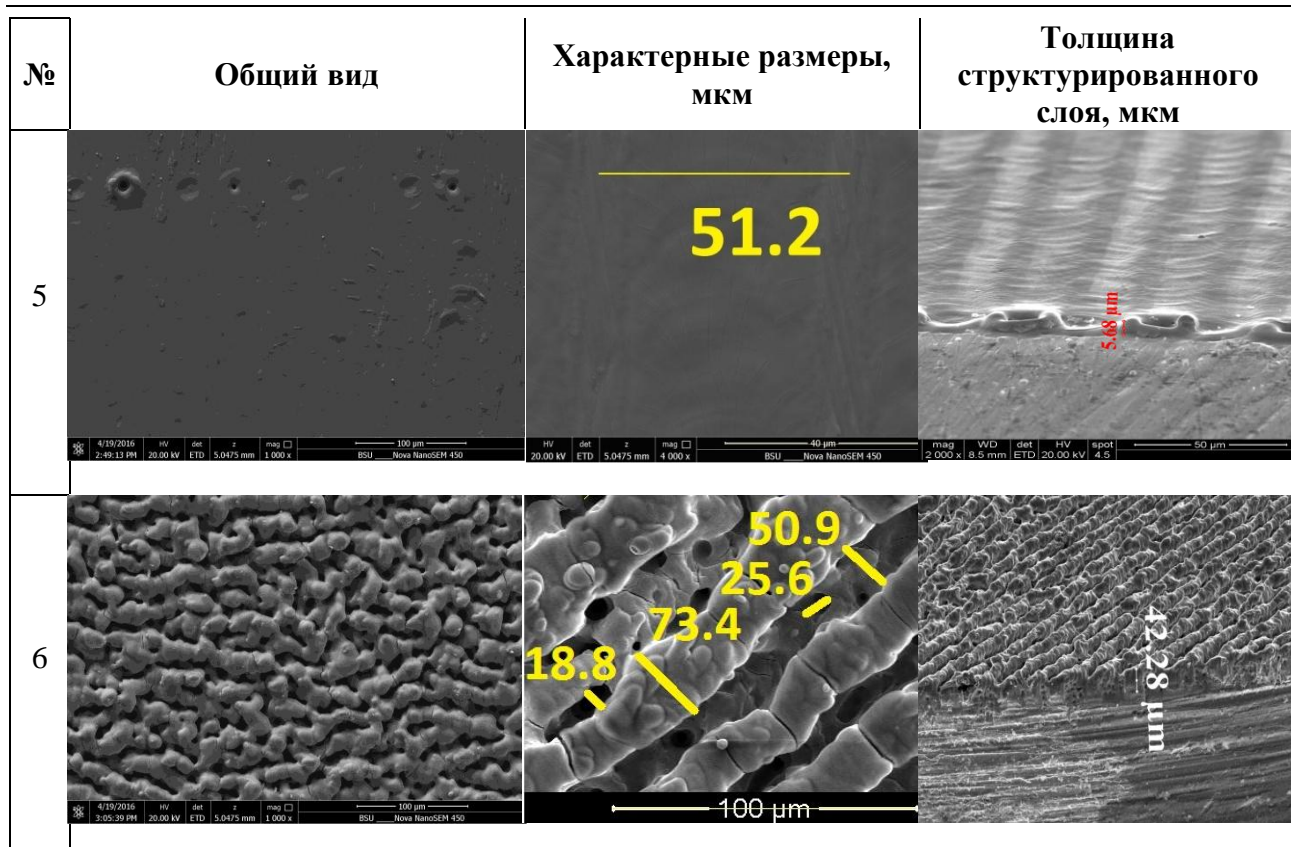 №
Общий вид
Характерные размеры,
мкм
Толщина
структурированного
слоя, мкм
5
4/19/2016 HV det z mag □ 100 µm
2:49:13 PM 20.00 kV ETD 5.0475 mm 1 000 x BSU ___Nova NanoSEM 450
51.2
HV det z mag □ 40 µm
20.00 kV ETD 5.0475 mm 4 000 x BSU ___Nova NanoSEM 450
5.68 µm
mag WD det HV spot 50 µm
2 000 x 8.5 mm ETD 20.00 kV 4.5
6
4/19/2016 HV det z mag □ 100 µm
3:05:39 PM 20.00 kV ETD 5.0475 mm 1 000 x BSU ___Nova NanoSEM 450
50.9
25.6
73.4
18.8
100 µm
42.28 µm